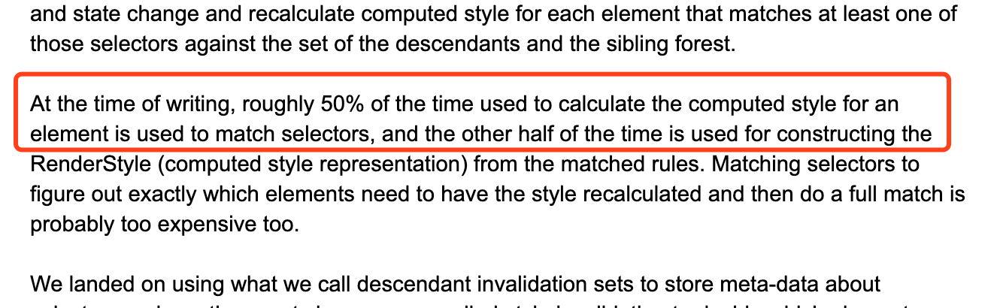 and state change and recalculate computed style for each element that matches at least one of
those selectors against the set of the descendants and the sibling forest.
At the time of writing, roughly 50% of the time used to calculate the computed style for an
element is used to match selectors, and the other half of the time is used for constructing the
RenderStyle (computed style representation) from the matched rules. Matching selectors to
figure out exactly which elements need to have the style recalculated and then do a full match is
probably too expensive too.
We landed on using what we call descendant invalidation sets to store meta-data about